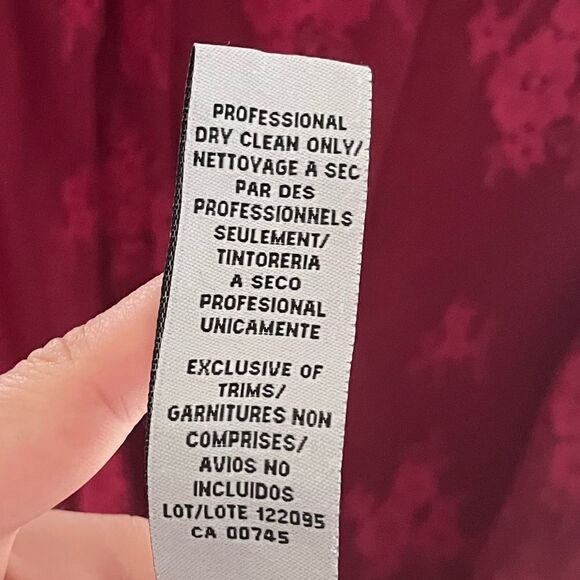 PROFESSIONAL
DRY CLEAN ONLY/
NETTOYAGE A SEC
PAR DES
PROFESSIONNELS
SEULEMENT/
TINTORERIA
A SECO
PROFESIONAL
UNICAMENTE
EXCLUSIVE OF
TRIMS/
GARNITURES NON
COMPRISES/
AVIOS NO
INCLUIDOS
LOT/LOTE 122095
CA 00745